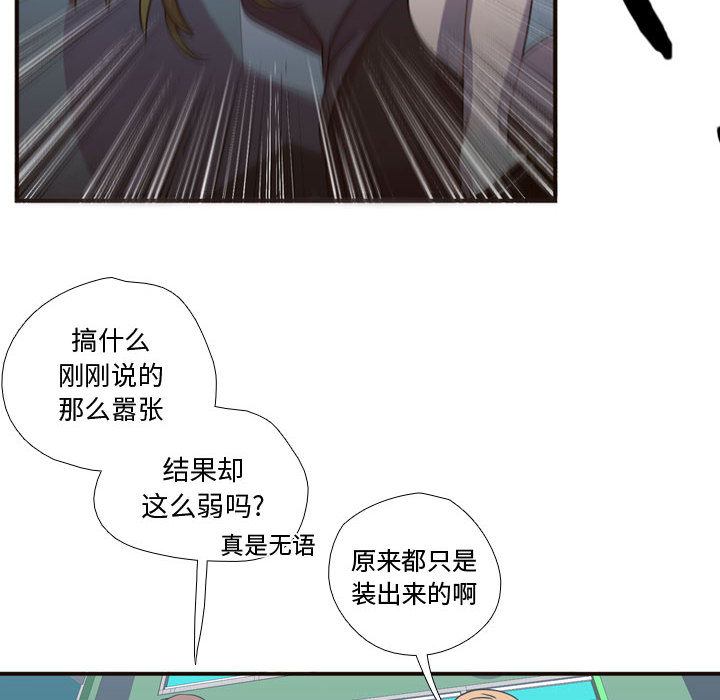 搞什么
刚刚说的
那么嚣张
结果却
这么弱吗?
真是无语
原来都只是
装出来的啊